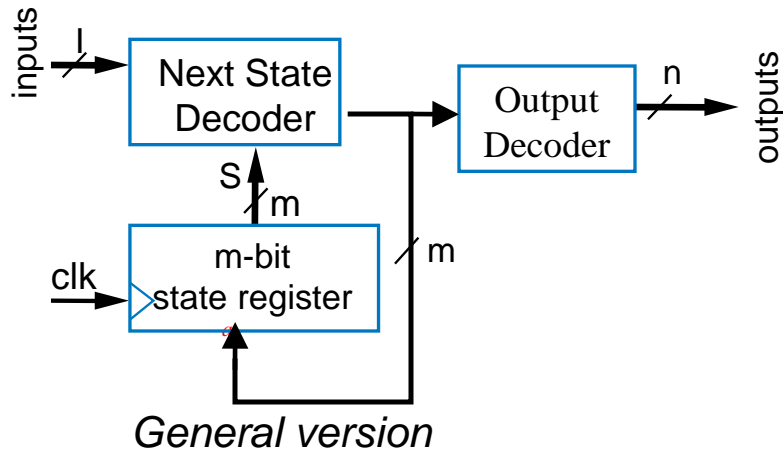 inputs
I
Next State
Decoder
n
Output
Decoder
outputs
S
m
m-bit
state register
clk
m
General version